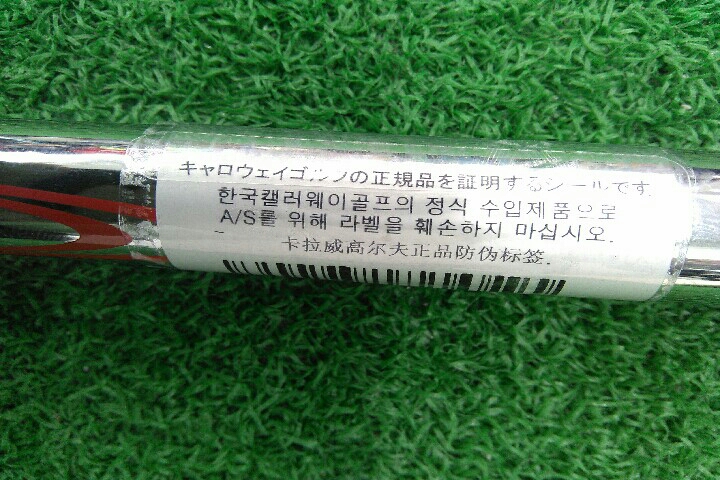 キャロウェイゴルフの正規品を証明するシールです.
한국캘러웨이골프의 정식 수입제품으로
A/S를 위해 라벨을 훼손하지 마십시오.
卡拉威高尔夫正品防伪标签.